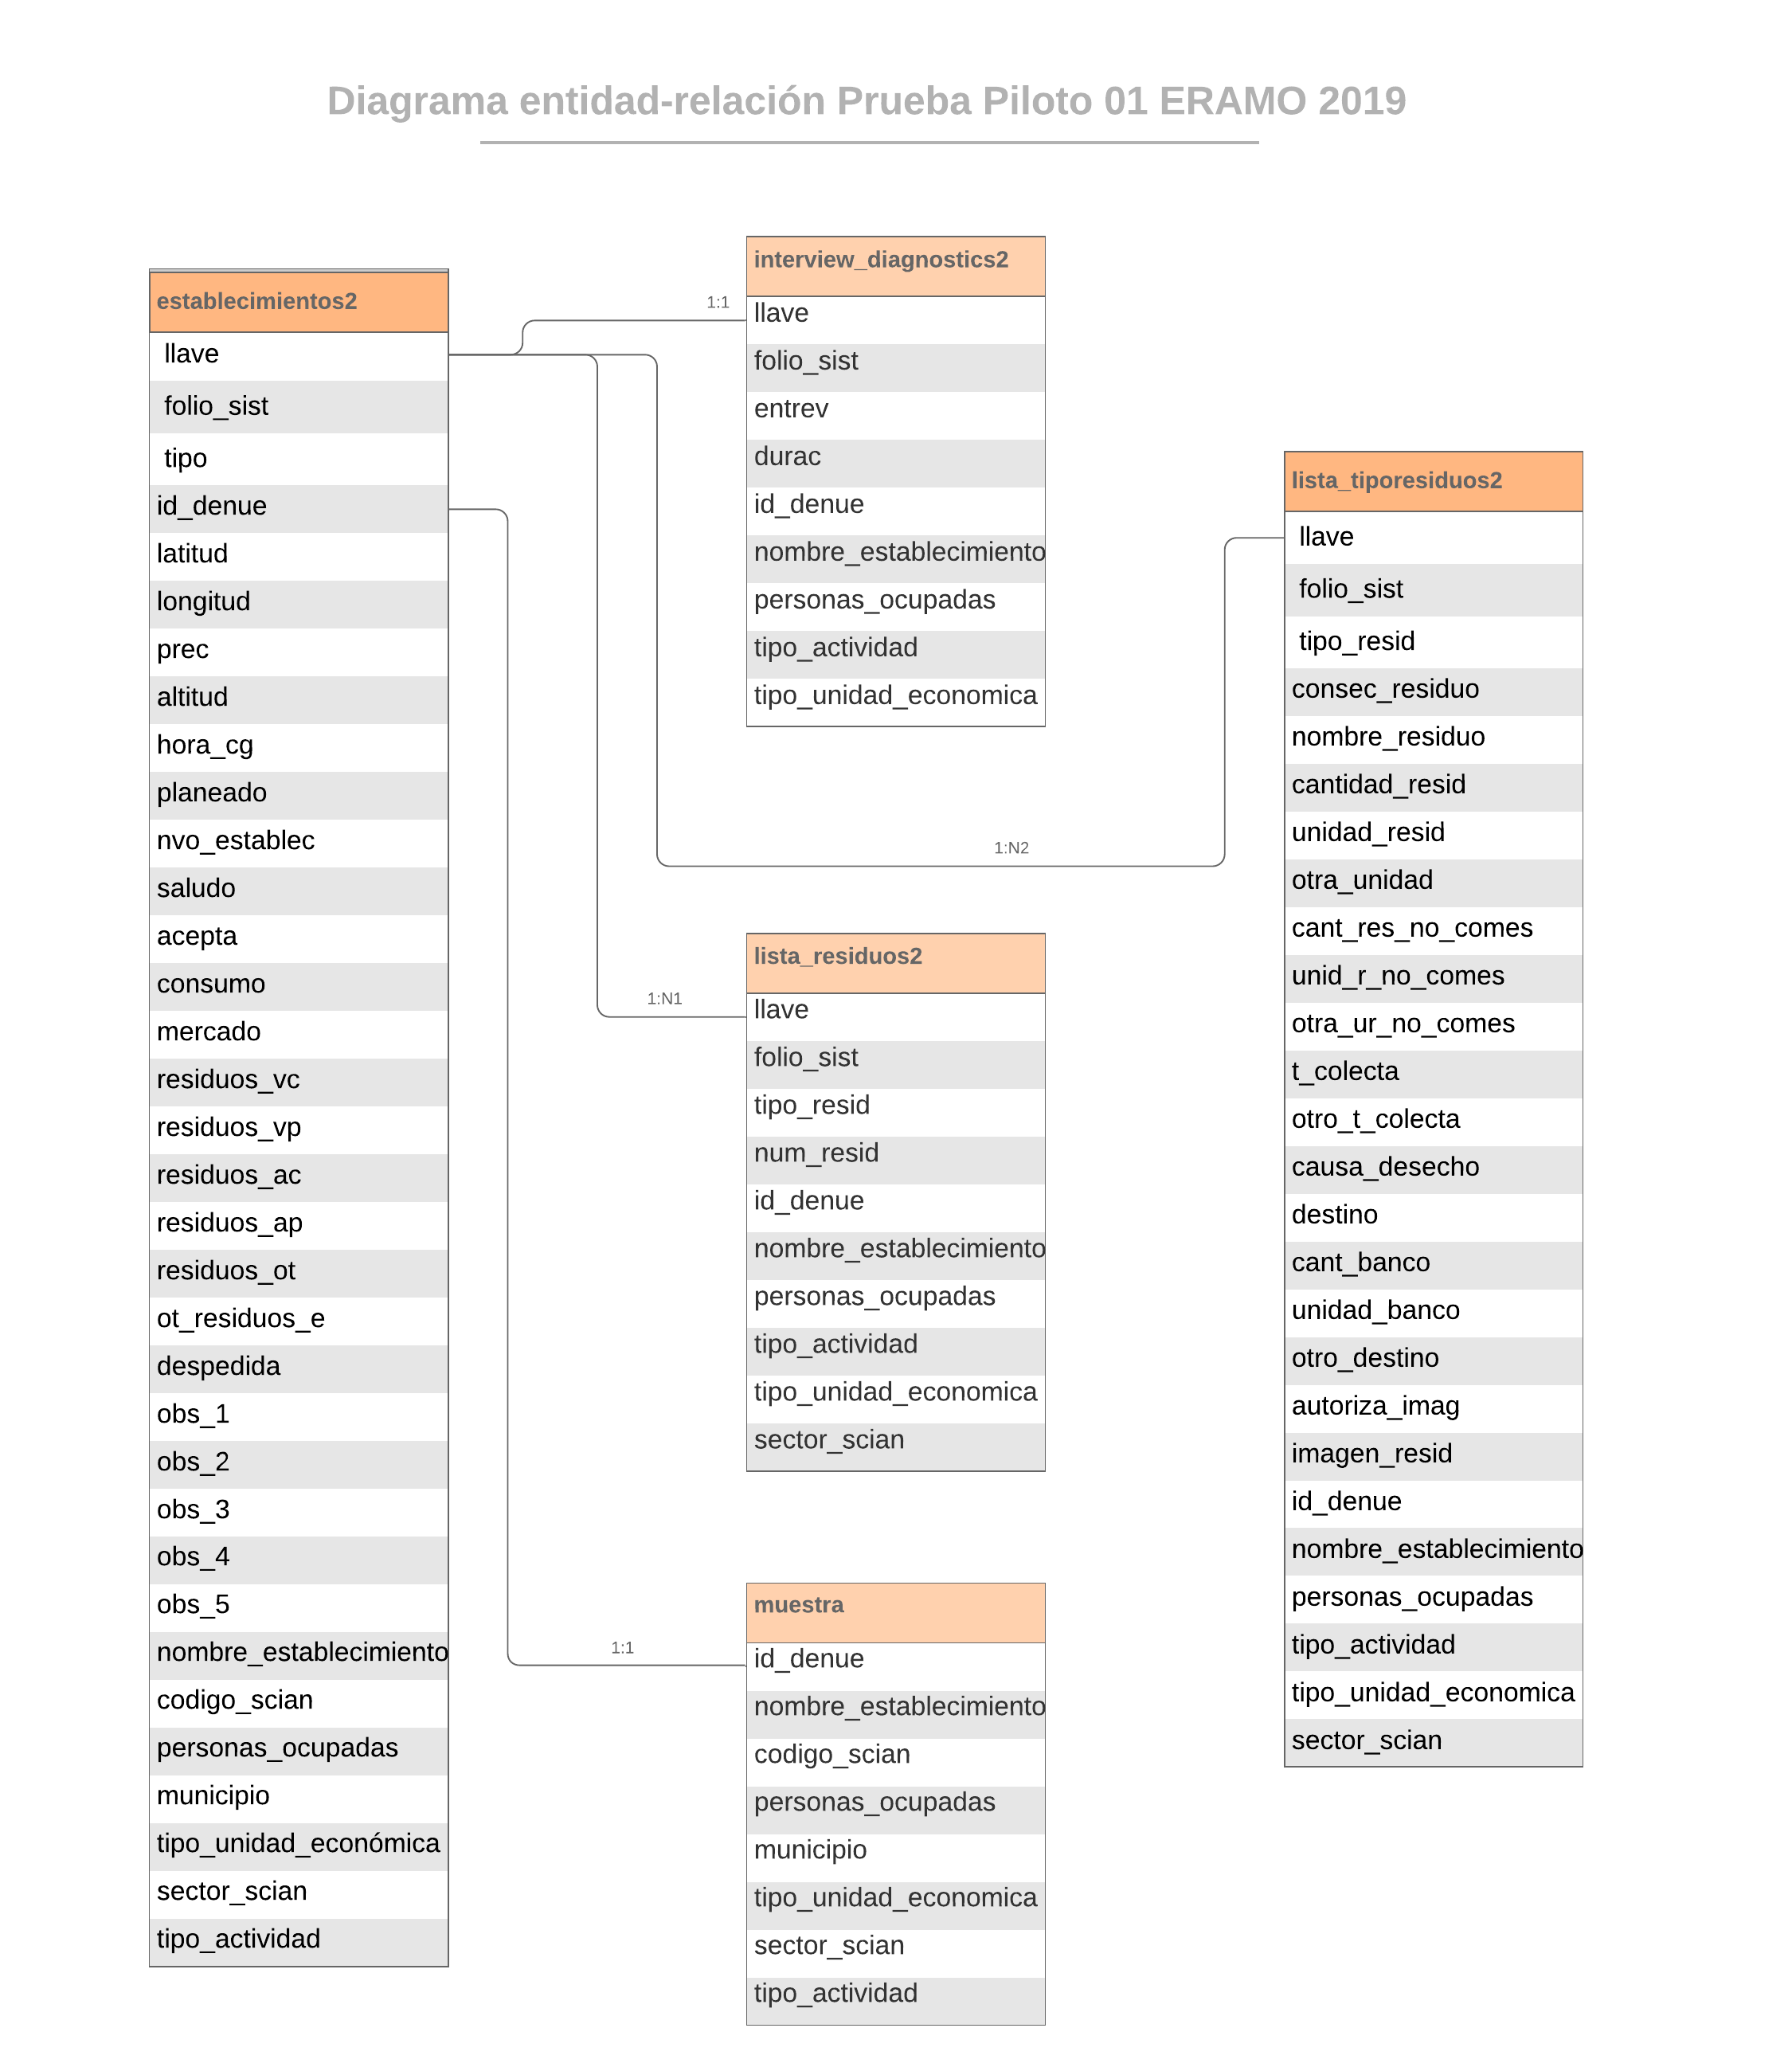 Diagrama entidad-relación Prueba Piloto 01 ERAMO 2019
establecimientos2
llave
folio_sist
tipo
id_denue
latitud
longitud
prec
altitud
hora_cg
planeado
nvo_establec
saludo
acepta
consumo
mercado
residuos_vc
residuos_vp
residuos_ac
residuos_ap
residuos_ot
ot_residuos_e
despedida
obs_1
obs_2
obs_3
obs_4
obs_5
nombre_establecimiento
codigo_scian
personas_ocupadas
municipio
tipo_unidad_económica
sector_scian
tipo_actividad
1:1
1:N2
1:N1
1:1
interview_diagnostics2
llave
folio_sist
entrev
durac
id_denue
nombre_establecimiento
personas_ocupadas
tipo_actividad
tipo_unidad_economica
lista_residuos2
llave
folio_sist
tipo_resid
num_resid
id_denue
nombre_establecimiento
personas_ocupadas
tipo_actividad
tipo_unidad_economica
sector_scian
muestra
id_denue
nombre_establecimiento
codigo_scian
personas_ocupadas
municipio
tipo_unidad_economica
sector_scian
tipo_actividad
lista_tiporesiduos2
llave
folio_sist
tipo_resid
consec_residuo
nombre_residuo
cantidad_resid
unidad_resid
otra_unidad
cant_res_no_comes
unid_r_no_comes
otra_ur_no_comes
t_colecta
otro_t_colecta
causa_desecho
destino
cant_banco
unidad_banco
otro_destino
autoriza_imag
imagen_resid
id_denue
nombre_establecimiento
personas_ocupadas
tipo_actividad
tipo_unidad_economica
sector_scian